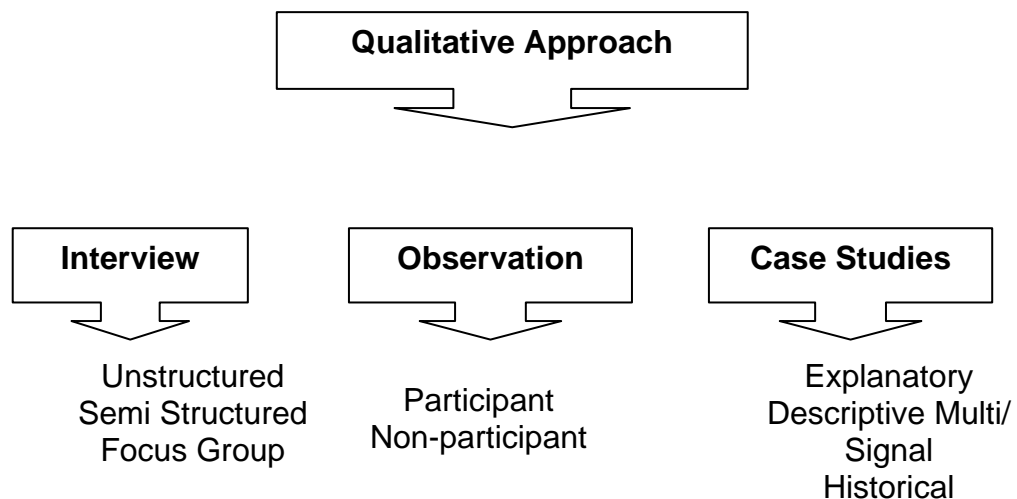 Qualitative Approach
Interview
Unstructured
Semi Structured
Focus Group
Observation
Participant
Non-participant
Case Studies
Explanatory
Descriptive Multi/
Signal
Historical